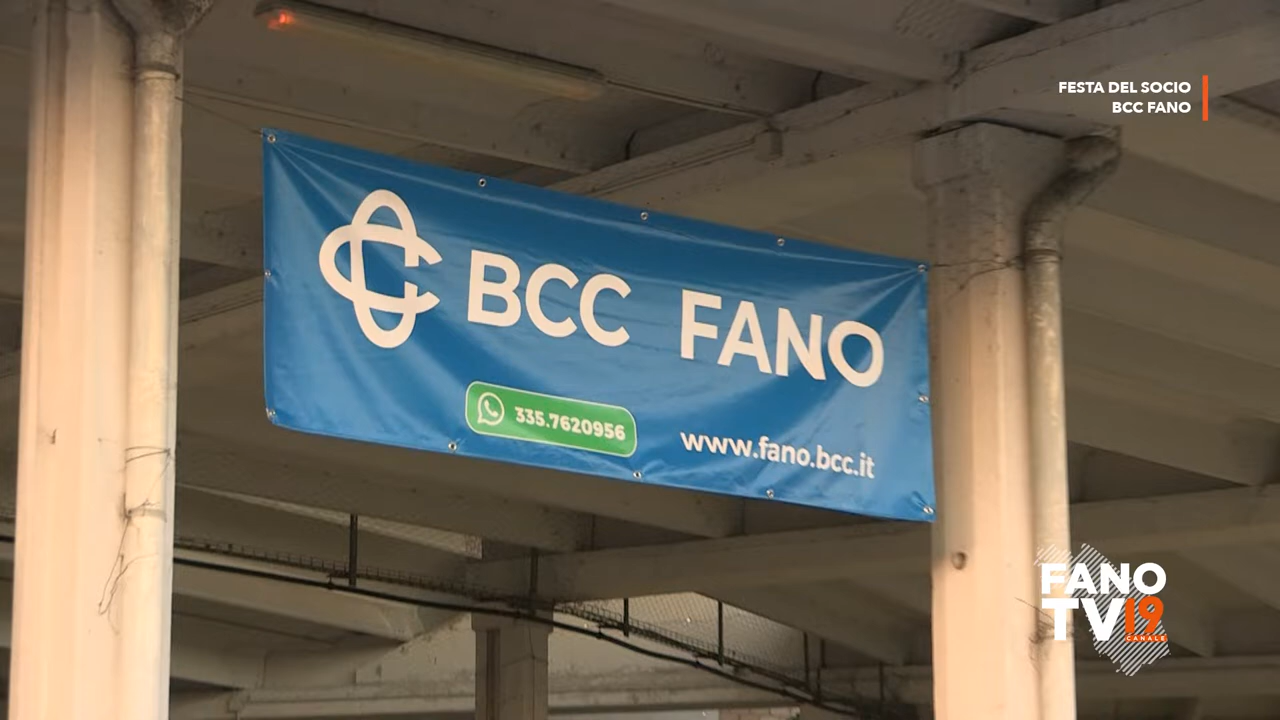 FESTA DEL SOCIO
BCC FANO
BCC FANO
335.7620956
www.fano.bcc.it
FANO
TV19
CANALE